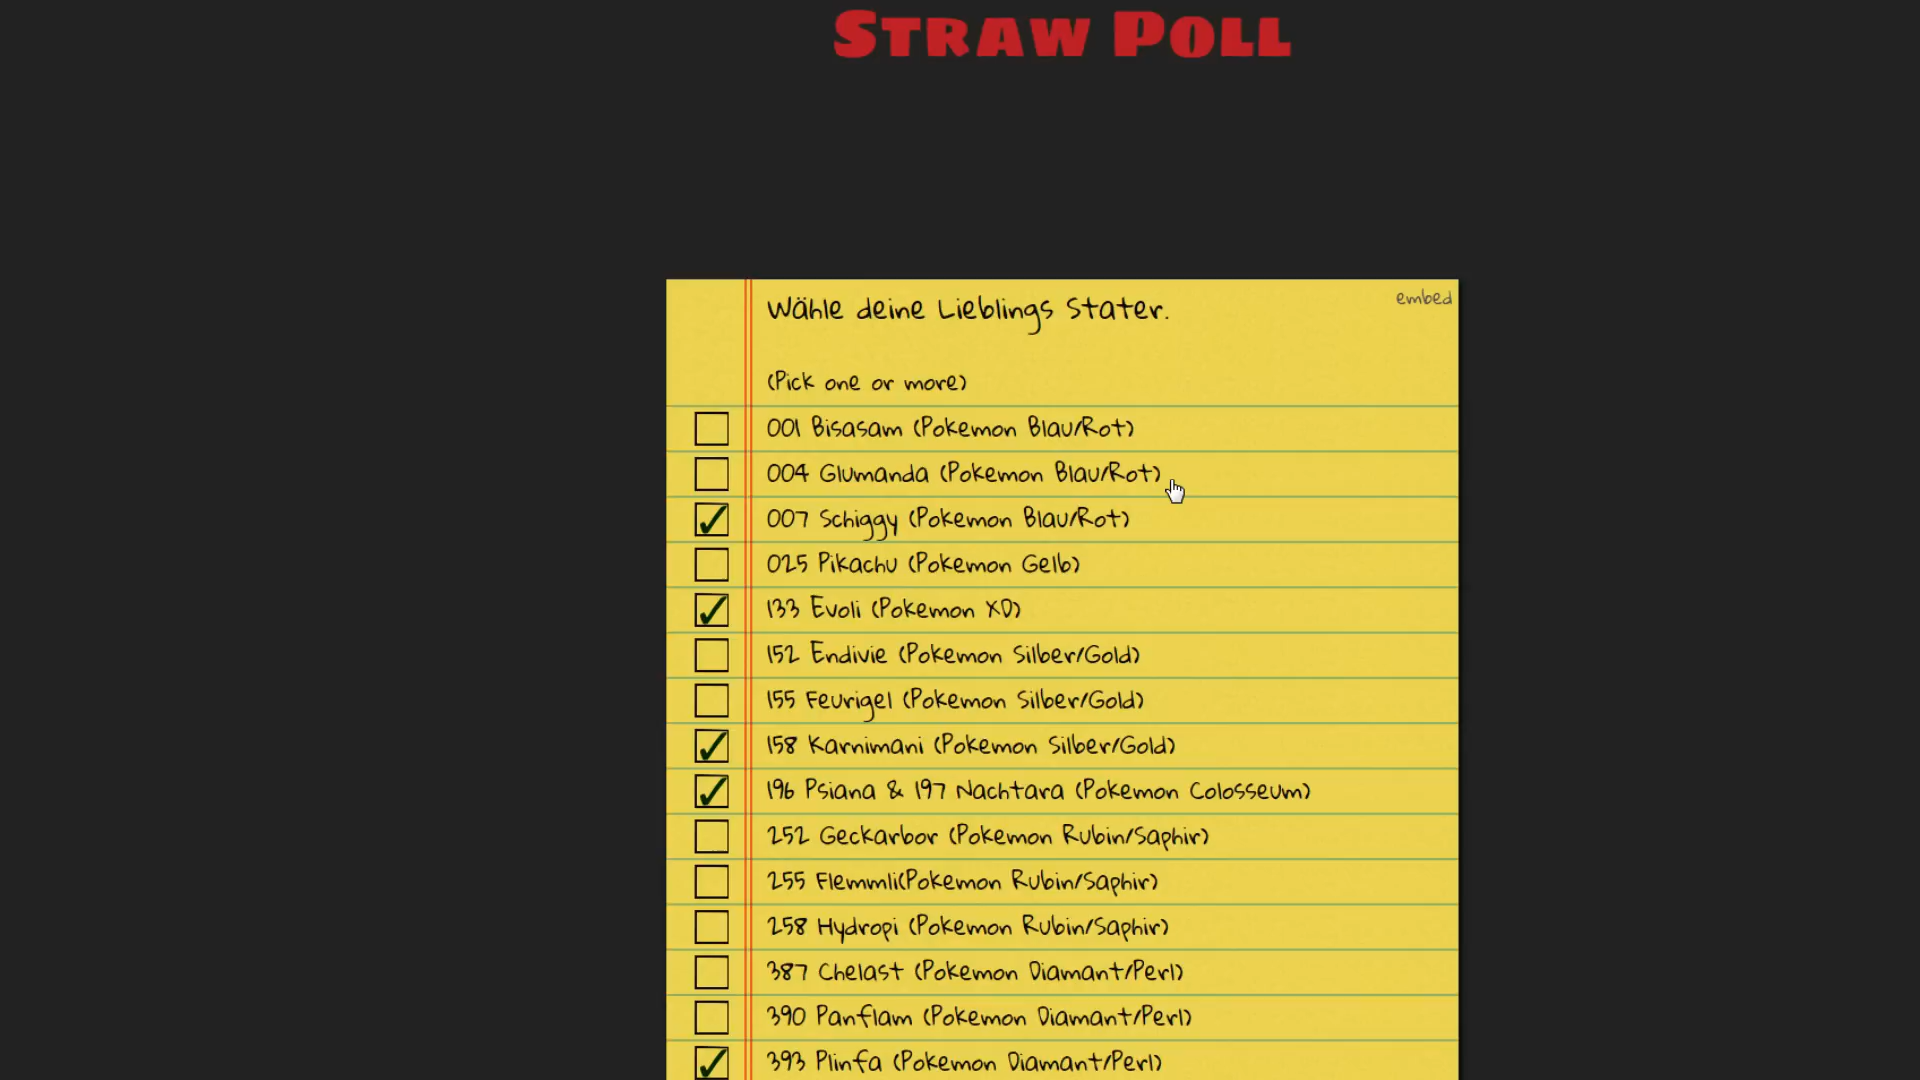 STRAW POLL
embed
Wähle deine Lieblings Stater.
(Pick one or more)
001 Bisasam (Pokemon Blau/Rot)
004 Glumanda (Pokemon Blau/Rot)
007 Schiggy (Pokemon Blau/Rot)
025 Pikachu (Pokemon Gelb)
133 Evoli (Pokemon XD)
152 Endivie (Pokemon Silber/Gold)
155 Feurigel (Pokemon Silber/Gold)
158 Karnimani (Pokemon Silber/Gold)
196 Psiana & 197 Nachtara (Pokemon Colosseum)
252 Geckarbor (Pokemon Rubin/Saphir)
255 Flemmli(Pokemon Rubin/Saphir)
258 Hydropi (Pokemon Rubin/Saphir)
387 Chelast (Pokemon Diamant/Perl)
390 Panflam (Pokemon Diamant/Perl)
393 Plinfa (Pokemon Diamant/Perl)